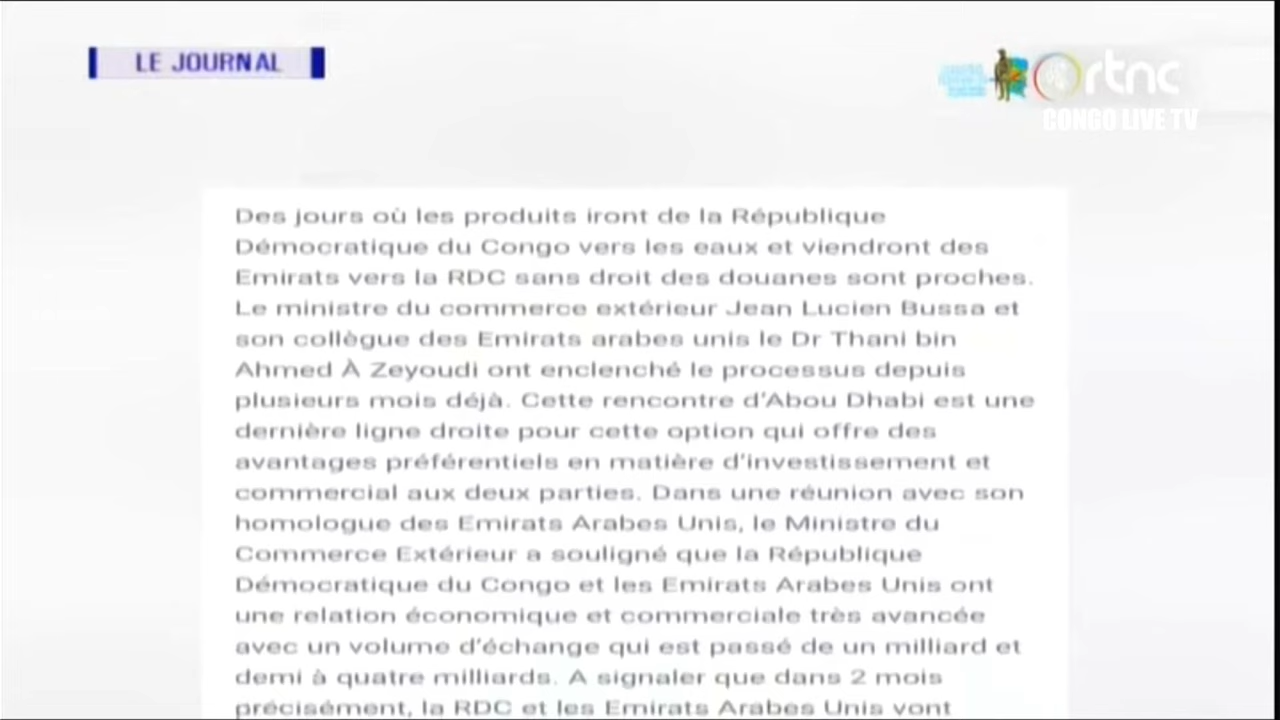 LE JOURNAL
rtnc
CONGO LIVE TV
Des jours où les produits iront de la République
Démocratique du Congo vers les eaux et viendront des
Emirats vers la RDC sans droit des douanes sont proches.
Le ministre du commerce extérieur Jean Lucien Bussa et
son collègue des Emirats arabes unis le Dr Thani bin
Ahmed À Zeyoudi ont enclenché le processus depuis
plusieurs mois déjà. Cette rencontre d'Abou Dhabi est une
dernière ligne droite pour cette option qui offre des
avantages préférentiels en matière d'investissement et
commercial aux deux parties. Dans une réunion avec son
homologue des Emirats Arabes Unis, le Ministre du
Commerce Extérieur a souligné que la République
Démocratique du Congo et les Emirats Arabes Unis ont
une relation économique et commerciale très avancée
avec un volume d'échange qui est passé de un milliard et
demi à quatre milliards. A signaler que dans 2 mois
précisément, la RDC et les Emirats Arabes Unis vont